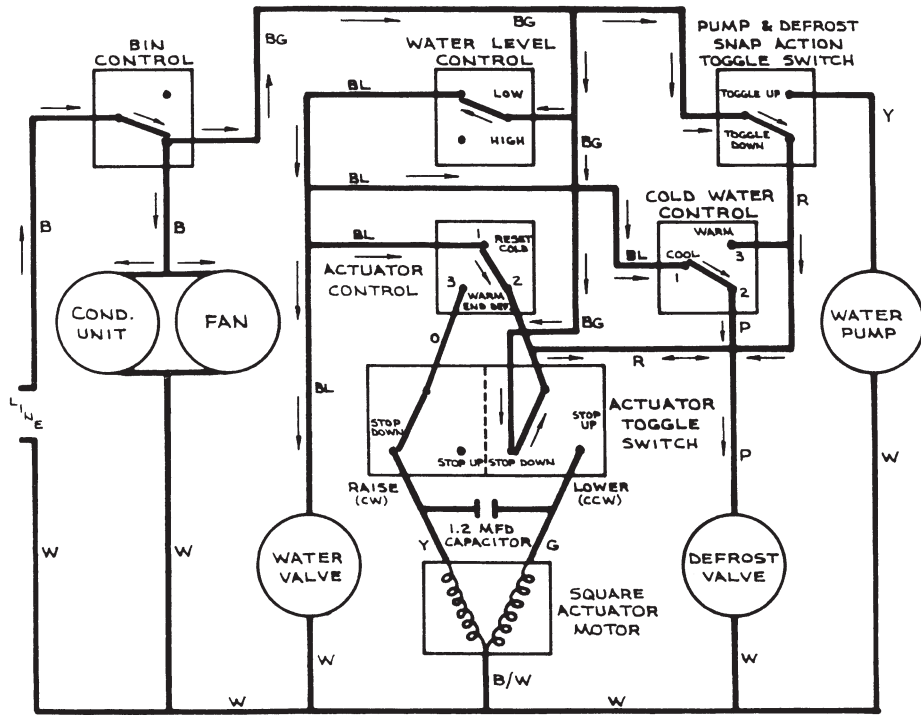 BIN
CONTROL
BG
BG
WATER LEVEL
CONTROL
PUMP & DEFROST
SNAP ACTION
TOGGLE SWITCH
BL
LOW
HIGH
TOGGLE UP
TOGGLE
DOWN
Y
BG
BL
R
B
B
COLD WATER
CONTROL
WARM
3
COOL
1
2
BL
BL
ACTUATOR
CONTROL
1
RESET
COLD
3
2
WARM
END DEF.
COND.
UNIT
FAN
O
BG
P
R
WATER
PUMP
LINE
BL
STOP
DOWN
STOP UP
STOP DOWN
STOP
UP
ACTUATOR
TOGGLE
SWITCH
P
W
RAISE
(CW)
LOWER
(CCW)
1.2 MFD
CAPACITOR
Y
G
W
W
WATER
VALVE
DEFROST
VALVE
SQUARE
ACTUATOR
MOTOR
W
B/W
W
W
W